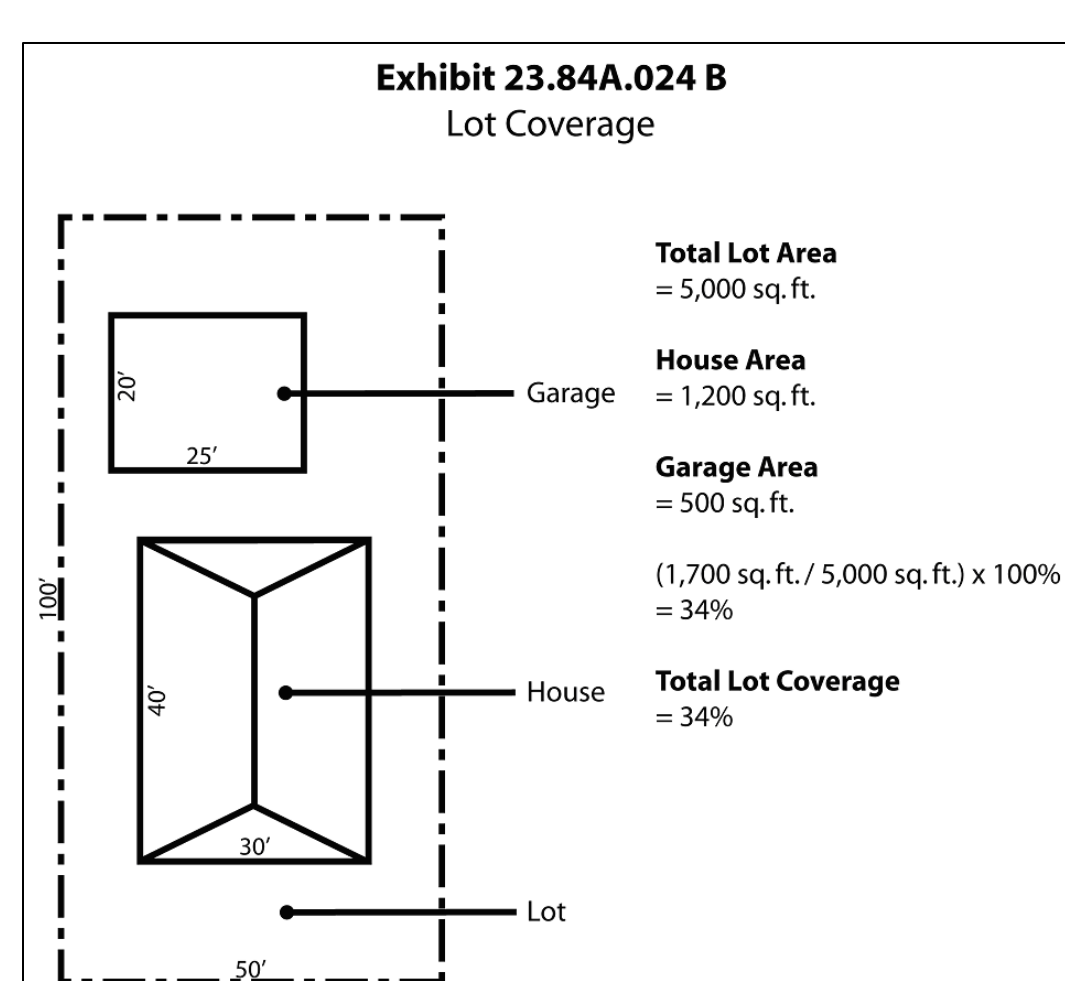 Exhibit 23.84A.024 B
Lot Coverage
20′
25′
Garage
100′
40′
30′
House
Lot
50′
Total Lot Area
= 5,000 sq. ft.
House Area
= 1,200 sq. ft.
Garage Area
= 500 sq. ft.
(1,700 sq. ft. / 5,000 sq. ft.) x 100%
= 34%
Total Lot Coverage
= 34%